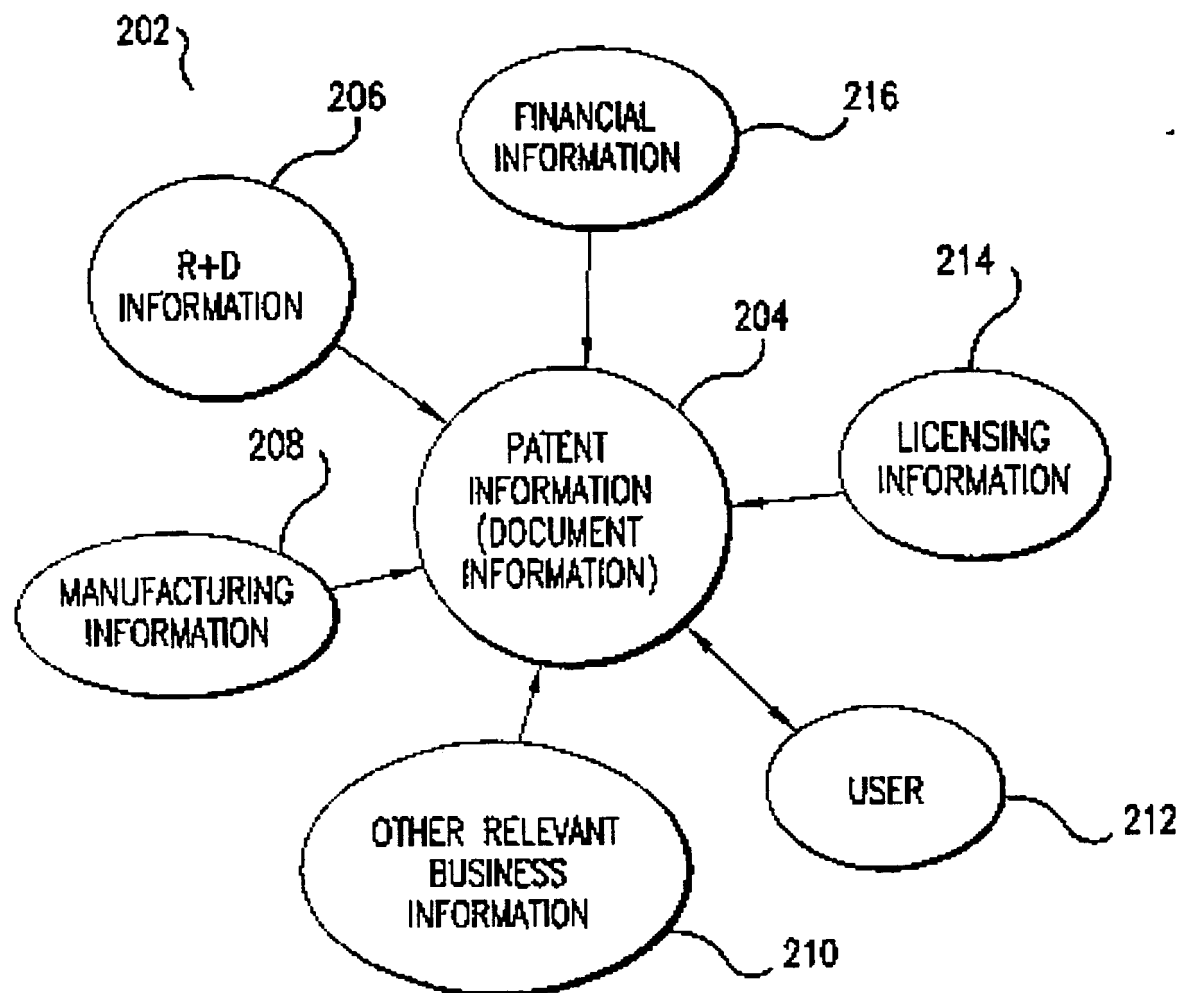 202
206
FINANCIAL
INFORMATION
216
R+D
INFORMATION
214
204
LICENSING
INFORMATION
PATENT
INFORMATION
(DOCUMENT
INFORMATION)
208
MANUFACTURING
INFORMATION
USER
212
OTHER RELEVANT
BUSINESS
INFORMATION
210